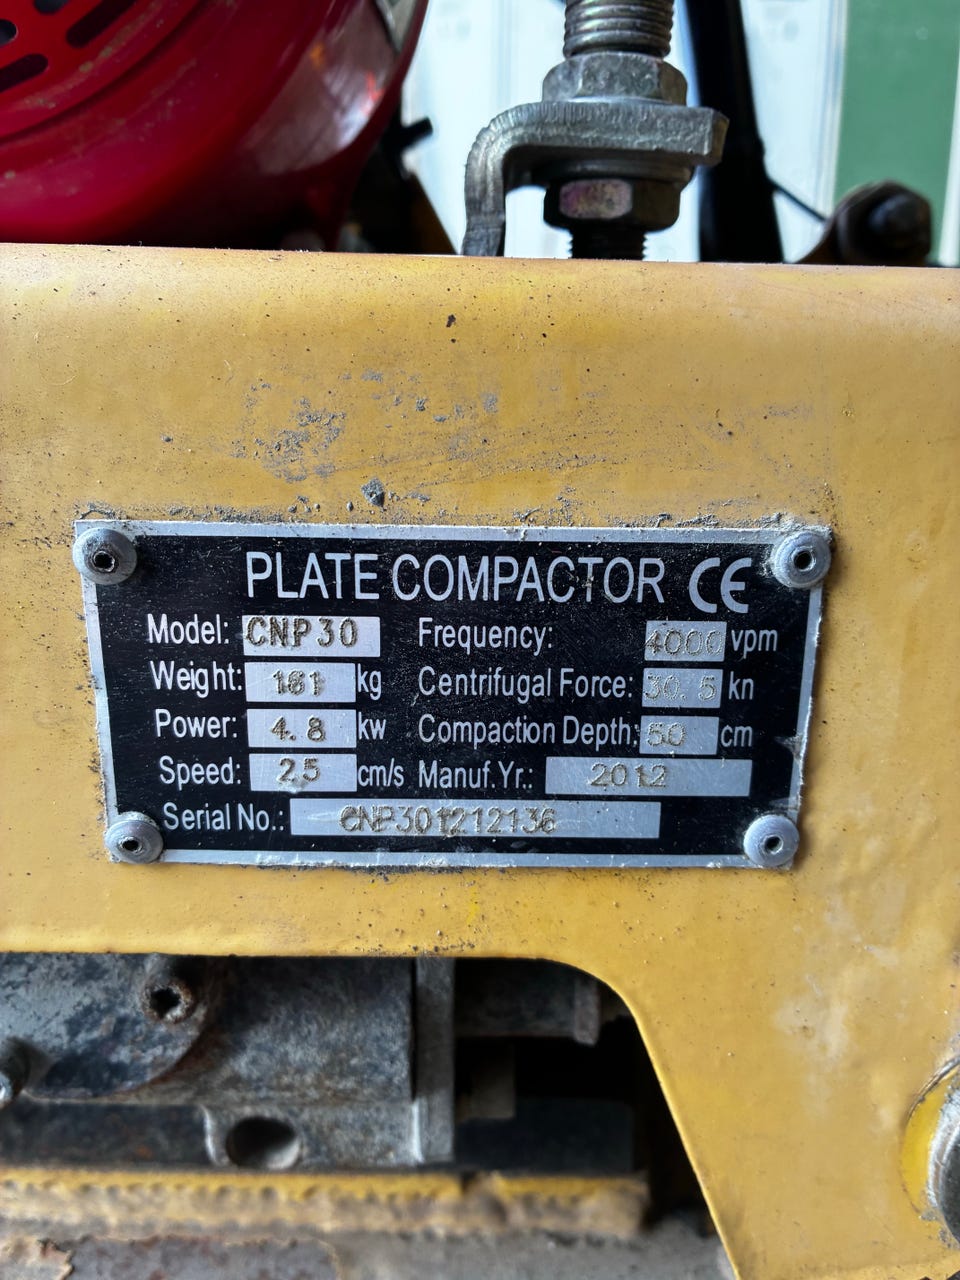 PLATE COMPACTOR CE
Model: CNP30 Frequency: 4000 vpm
Weight: 161 kg Centrifugal Force: 30.5 kn
Power: 4.8 kw Compaction Depth: 50 cm
Speed: 25 cm/s Manuf.Yr.: 2012
Serial No.: CNP301212136